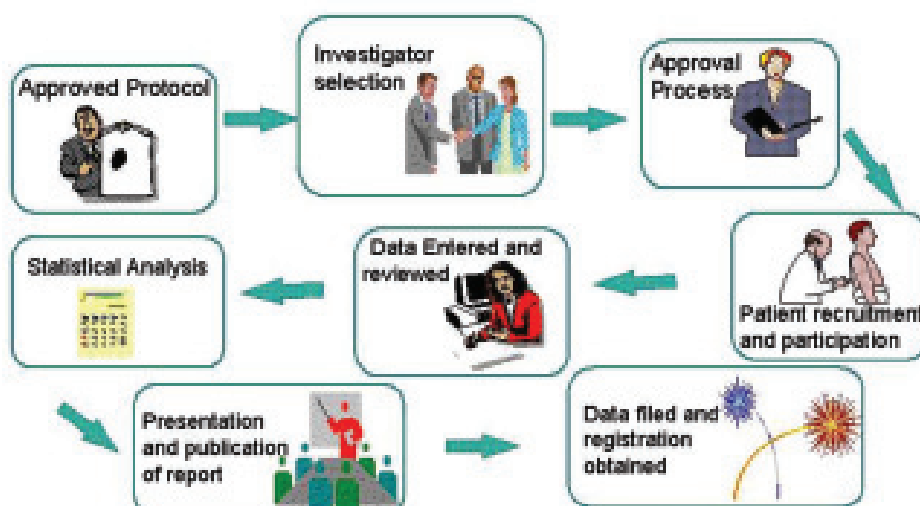 Approved Protocol
Investigator
selection
Approval
Process
Patient recruitment
and participation
Data Entered and
reviewed
Statistical Analysis
Presentation
and publication
of report
Data filed and
registration
obtained